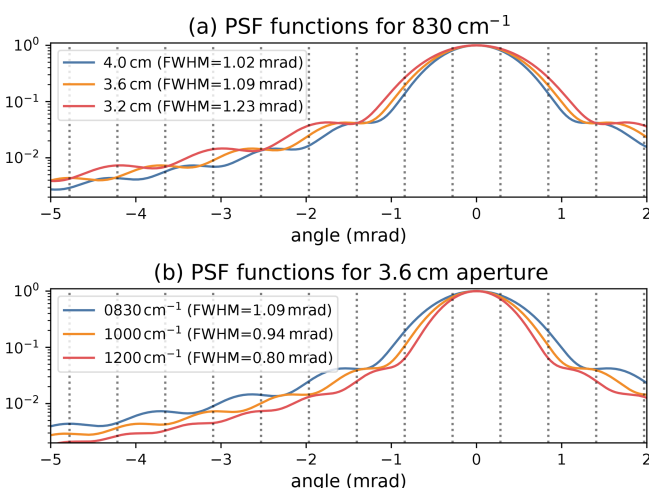 (a) PSF functions for 830 cm⁻¹
10⁰
10⁻¹
10⁻²
4.0 cm (FWHM=1.02 mrad)
3.6 cm (FWHM=1.09 mrad)
3.2 cm (FWHM=1.23 mrad)
−5 −4 −3 −2 −1 0 1 2
angle (mrad)
(b) PSF functions for 3.6 cm aperture
10⁰
10⁻¹
10⁻²
0830 cm⁻¹ (FWHM=1.09 mrad)
1000 cm⁻¹ (FWHM=0.94 mrad)
1200 cm⁻¹ (FWHM=0.80 mrad)
−5 −4 −3 −2 −1 0 1 2
angle (mrad)